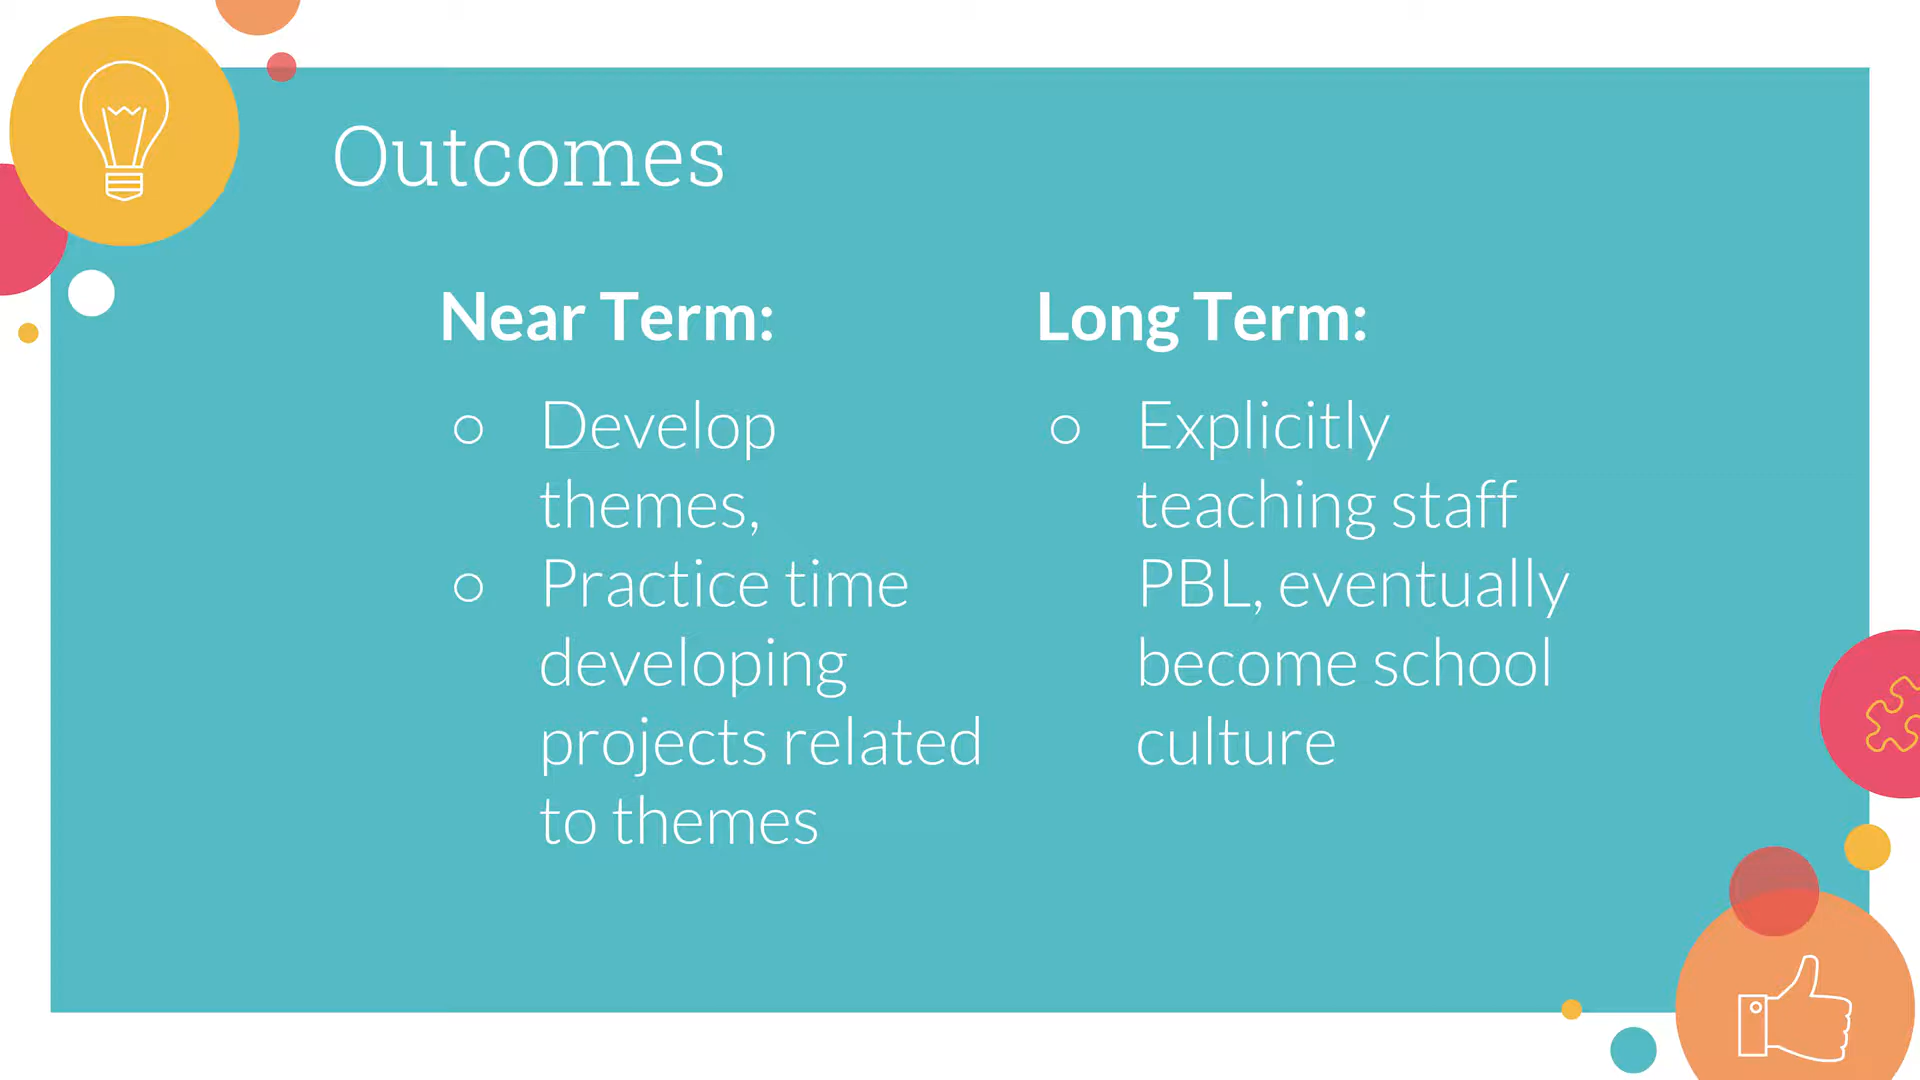 Outcomes
Near Term:
○ Develop
themes,
○ Practice time
developing
projects related
to themes
Long Term:
○ Explicitly
teaching staff
PBL, eventually
become school
culture